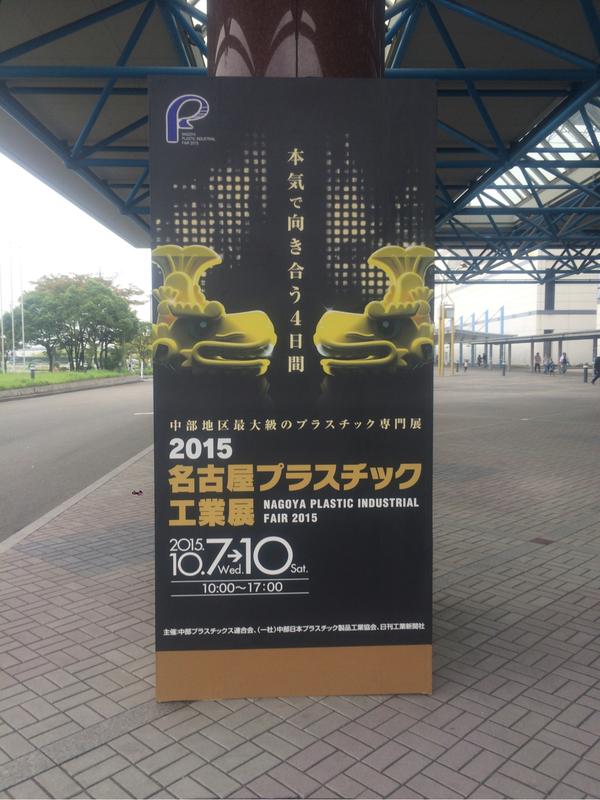 NAGOYA
PLASTIC INDUSTRIAL
FAIR 2015
本気で向き合う4日間
中部地区最大級のプラスチック専門展
2015
名古屋プラスチック
工業展 NAGOYA PLASTIC INDUSTRIAL
FAIR 2015
2015.
10.7Wed.→10Sat.
10:00～17:00
主催:中部プラスチックス連合会、(一社)中部日本プラスチック製品工業協会、日刊工業新聞社